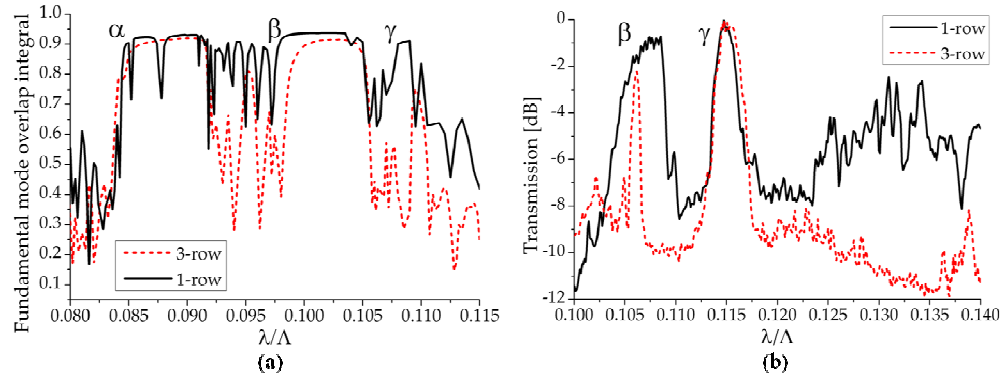 α
β
γ
Fundamental mode overlap integral
1.0
0.9
0.8
0.7
0.6
0.5
0.4
0.3
0.2
0.1
3-row
1-row
0.080
0.085
0.090
0.095
0.100
0.105
0.110
0.115
λ/Λ
(a)
β
γ
1-row
3-row
Transmission [dB]
0
-2
-4
-6
-8
-10
-12
0.100
0.105
0.110
0.115
0.120
0.125
0.130
0.135
0.140
λ/Λ
(b)